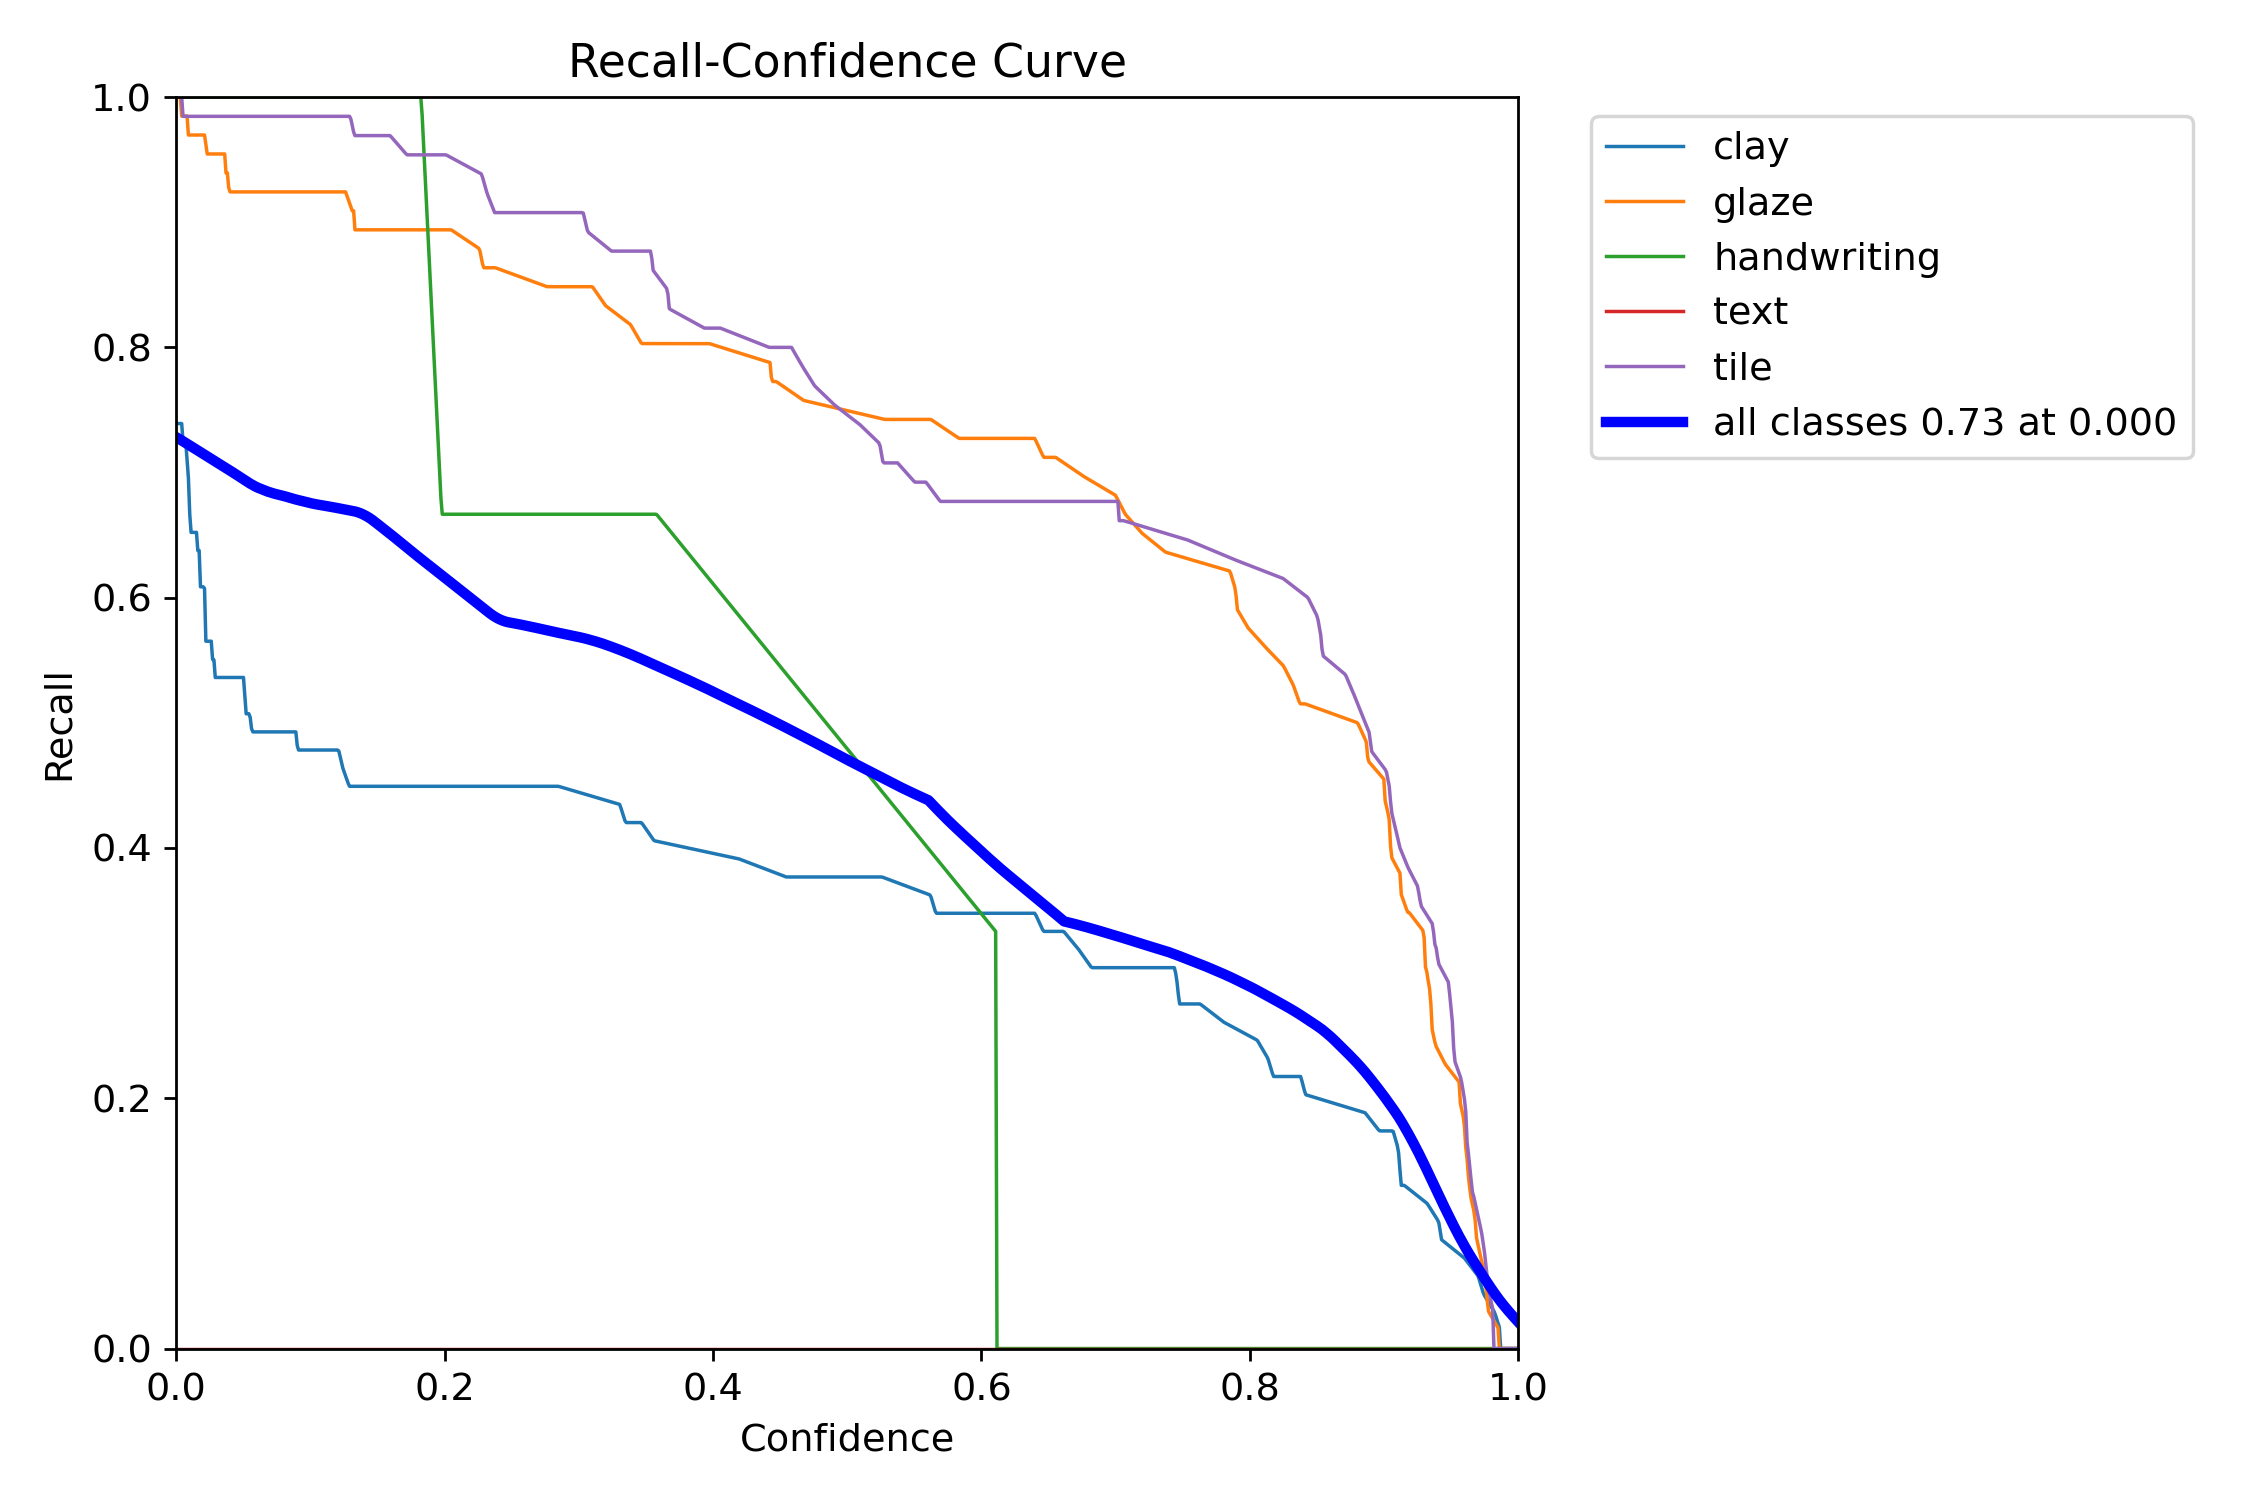 Recall-Confidence Curve
1.0
0.8
0.6
0.4
0.2
0.0
Recall
0.0 0.2 0.4 0.6 0.8 1.0
Confidence
clay
glaze
handwriting
text
tile
all classes 0.73 at 0.000